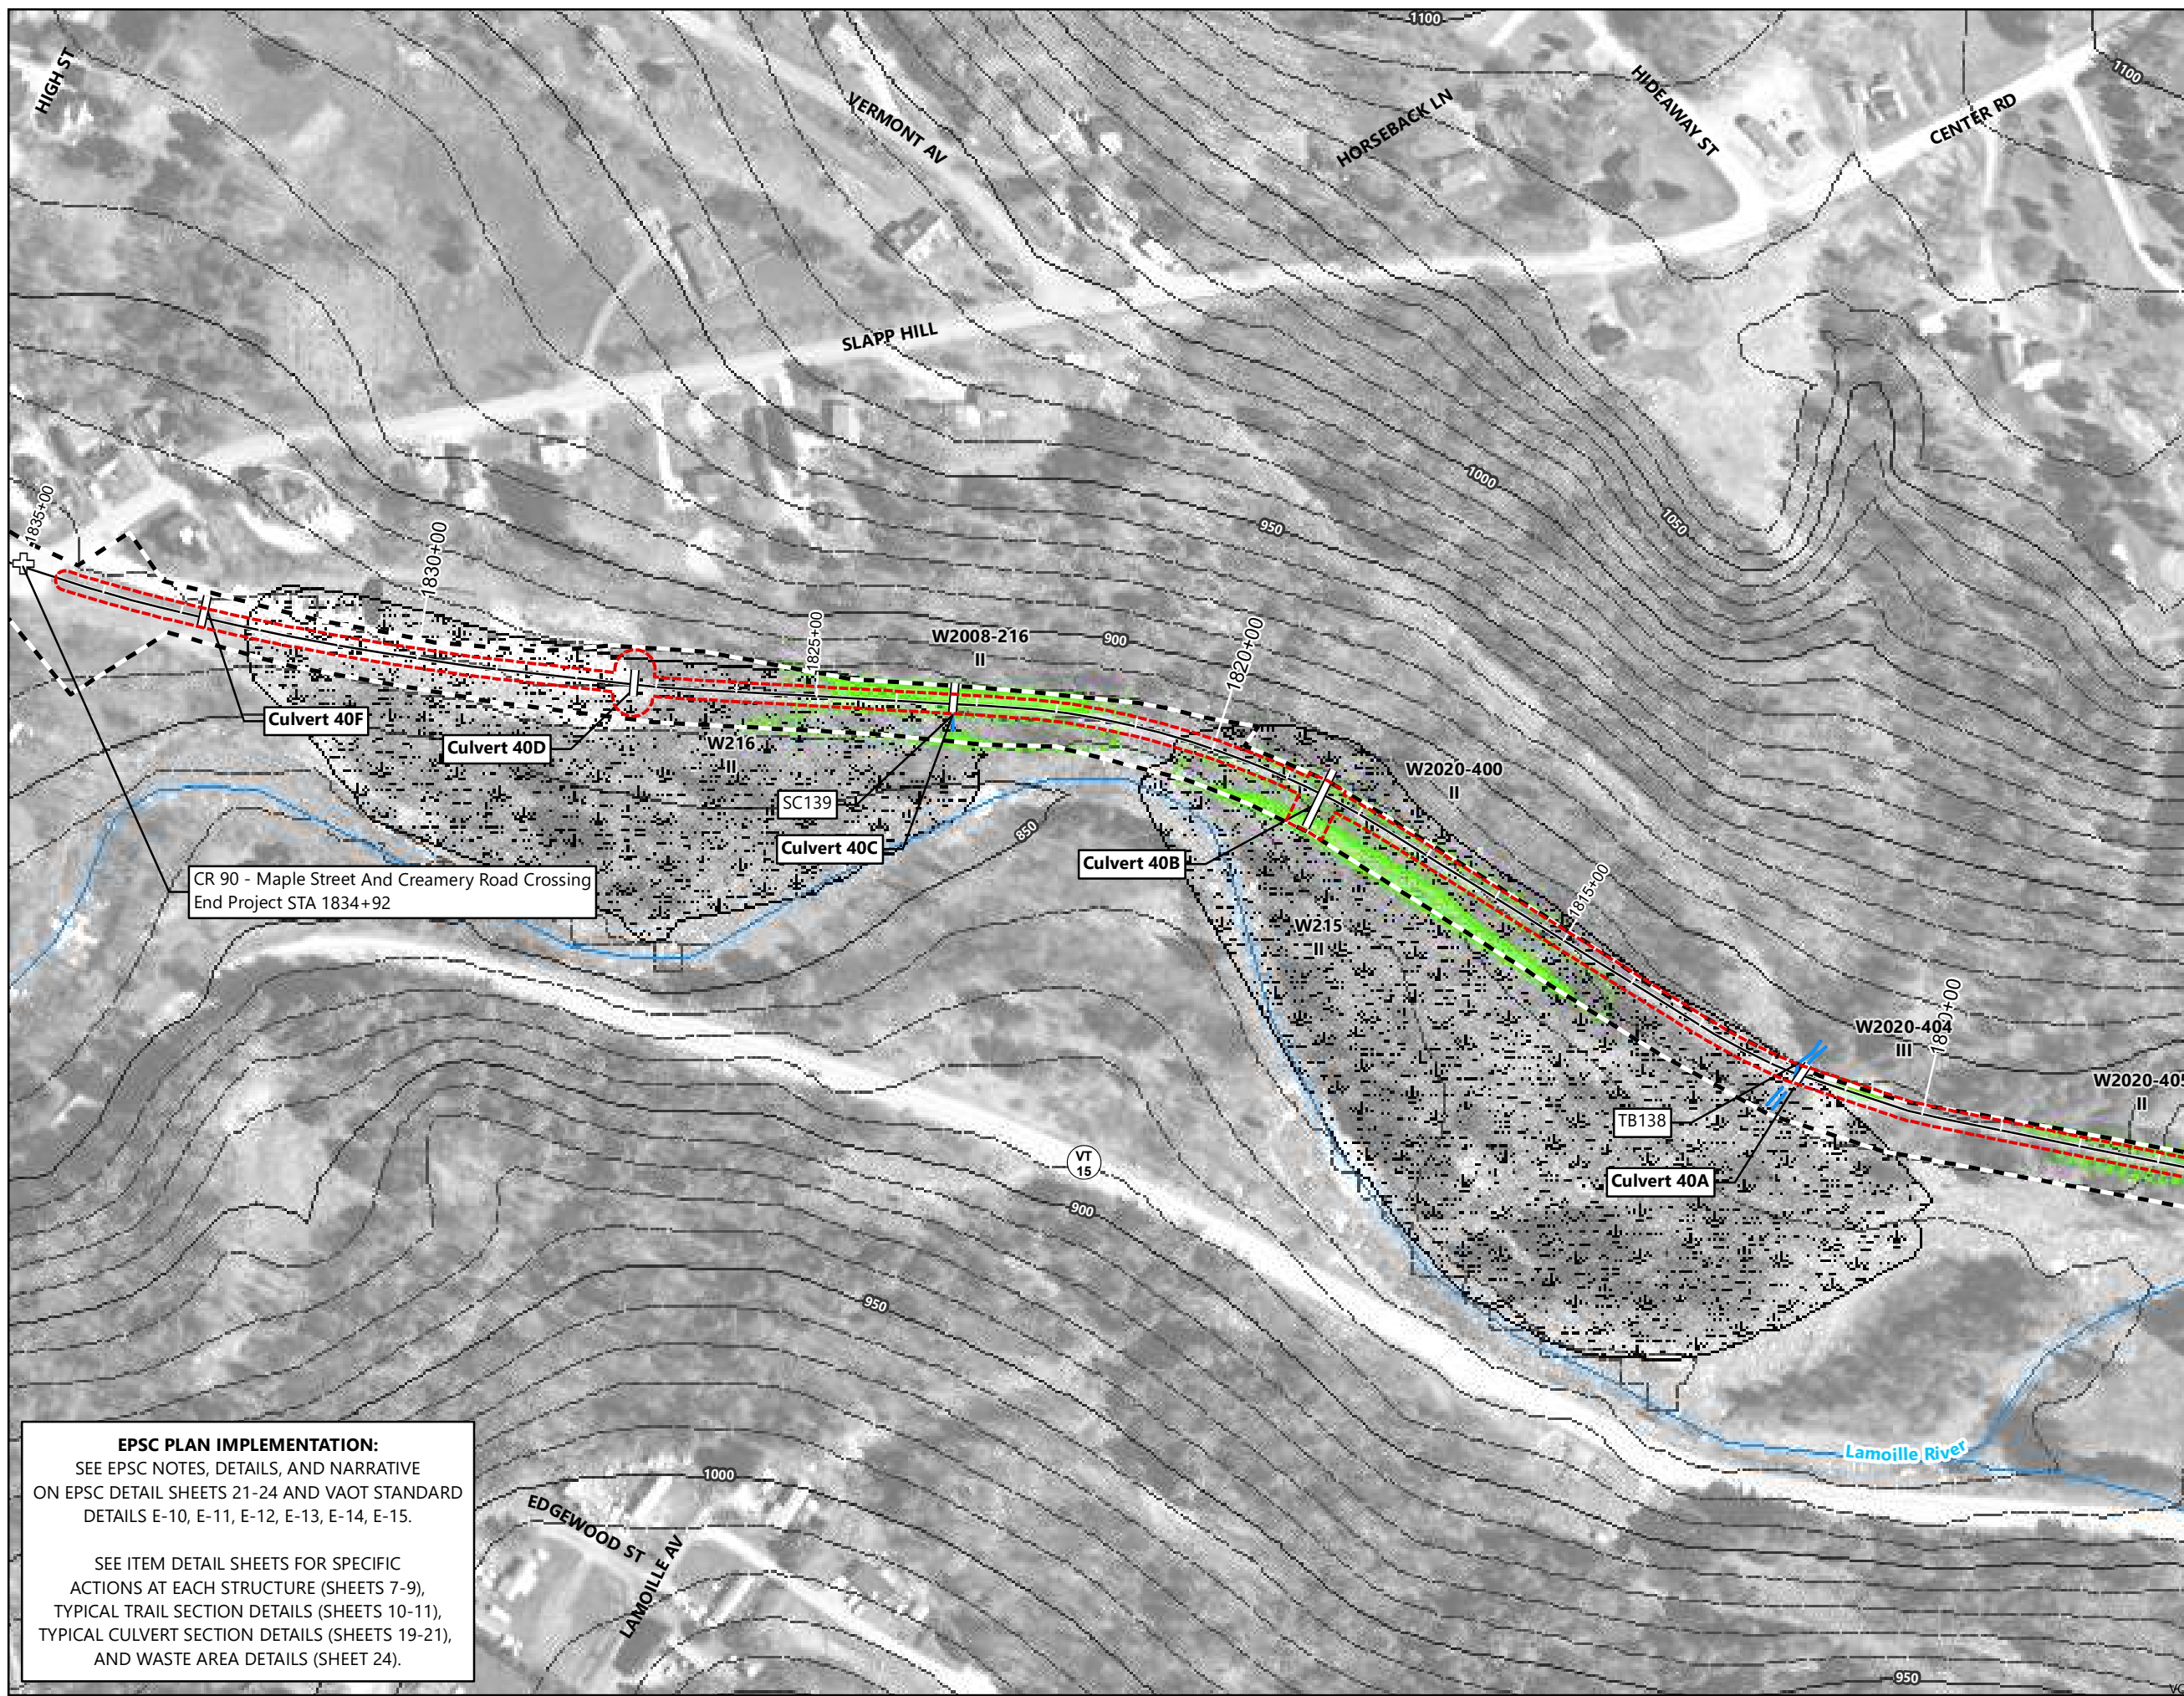 1100
HIGH ST
VERMONT AV
HORSEBACK LN
HIDEAWAY ST
CENTER RD
1100
SLAPP HILL
1000
1050
950
1835+00
1830+00
1825+00
W2008-216
II
900
1820+00
Culvert 40F
Culvert 40D
W216
II
W2020-400
II
SC139
850
Culvert 40C
Culvert 40B
CR 90 - Maple Street And Creamery Road Crossing
End Project STA 1834+92
1815+00
W215
II
W2020-404
III
1810+00
W2020-405
II
TB138
VT
15
Culvert 40A
900
950
Lamoille River
EPSC PLAN IMPLEMENTATION:
SEE EPSC NOTES, DETAILS, AND NARRATIVE
ON EPSC DETAIL SHEETS 21-24 AND VAOT STANDARD
DETAILS E-10, E-11, E-12, E-13, E-14, E-15.
SEE ITEM DETAIL SHEETS FOR SPECIFIC
ACTIONS AT EACH STRUCTURE (SHEETS 7-9),
TYPICAL TRAIL SECTION DETAILS (SHEETS 10-11),
TYPICAL CULVERT SECTION DETAILS (SHEETS 19-21),
AND WASTE AREA DETAILS (SHEET 24).
1000
EDGEWOOD ST
LAMOILLE AV
950